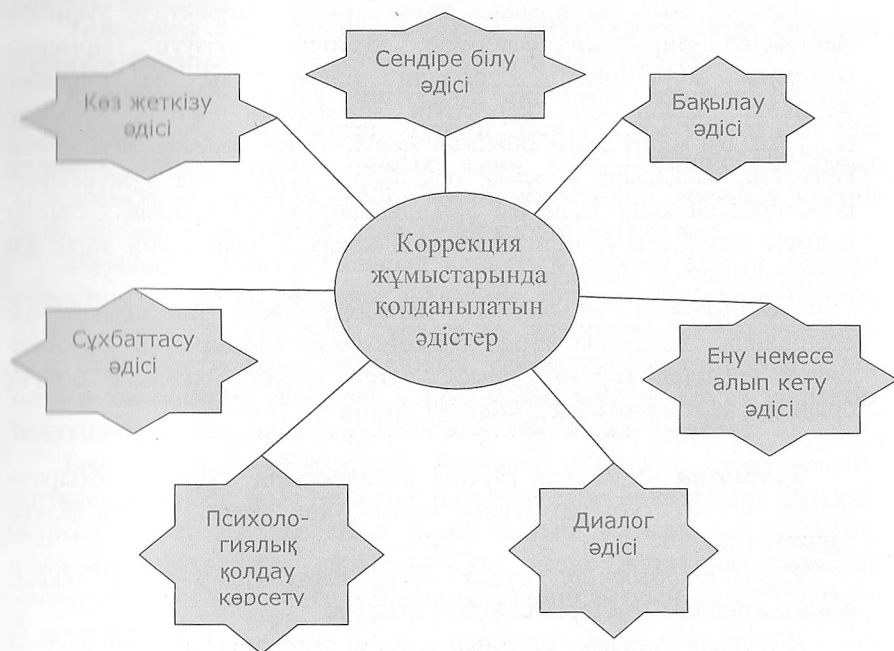 Сендіре білу
әдісі
Көз жеткізу
әдісі
Бақылау
әдісі
Коррекция
жұмыстарында
қолданылатын
әдістер
Сұхбаттасу
әдісі
Ену немесе
алып кету
әдісі
Психоло-
гиялық
қолдау
көрсету
Диалог
әдісі